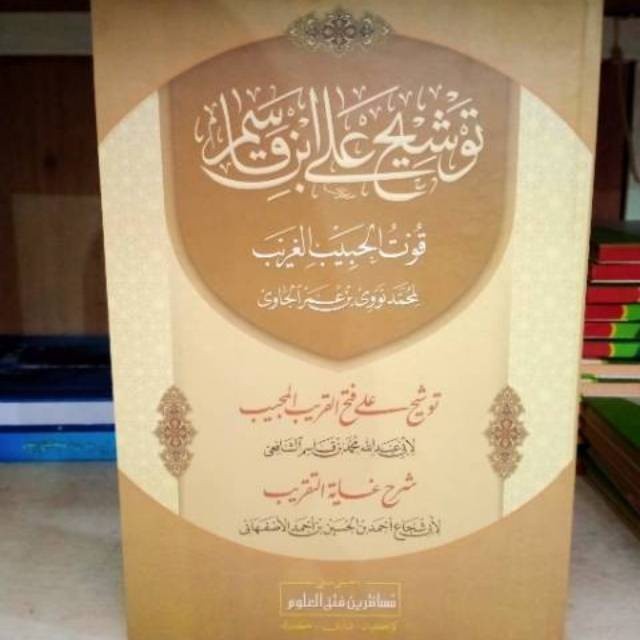 توشيح على ابن قاسم
قوت الحبيب الغريب
لمحمد نووي بن عمر الجاوي
توشيح على فتح القريب المجيب
لأبي عبد الله محمد بن قاسم الشافعي
شرح غاية التقريب
لأبي شجاع أحمد بن الحسين بن أحمد الأصفهاني